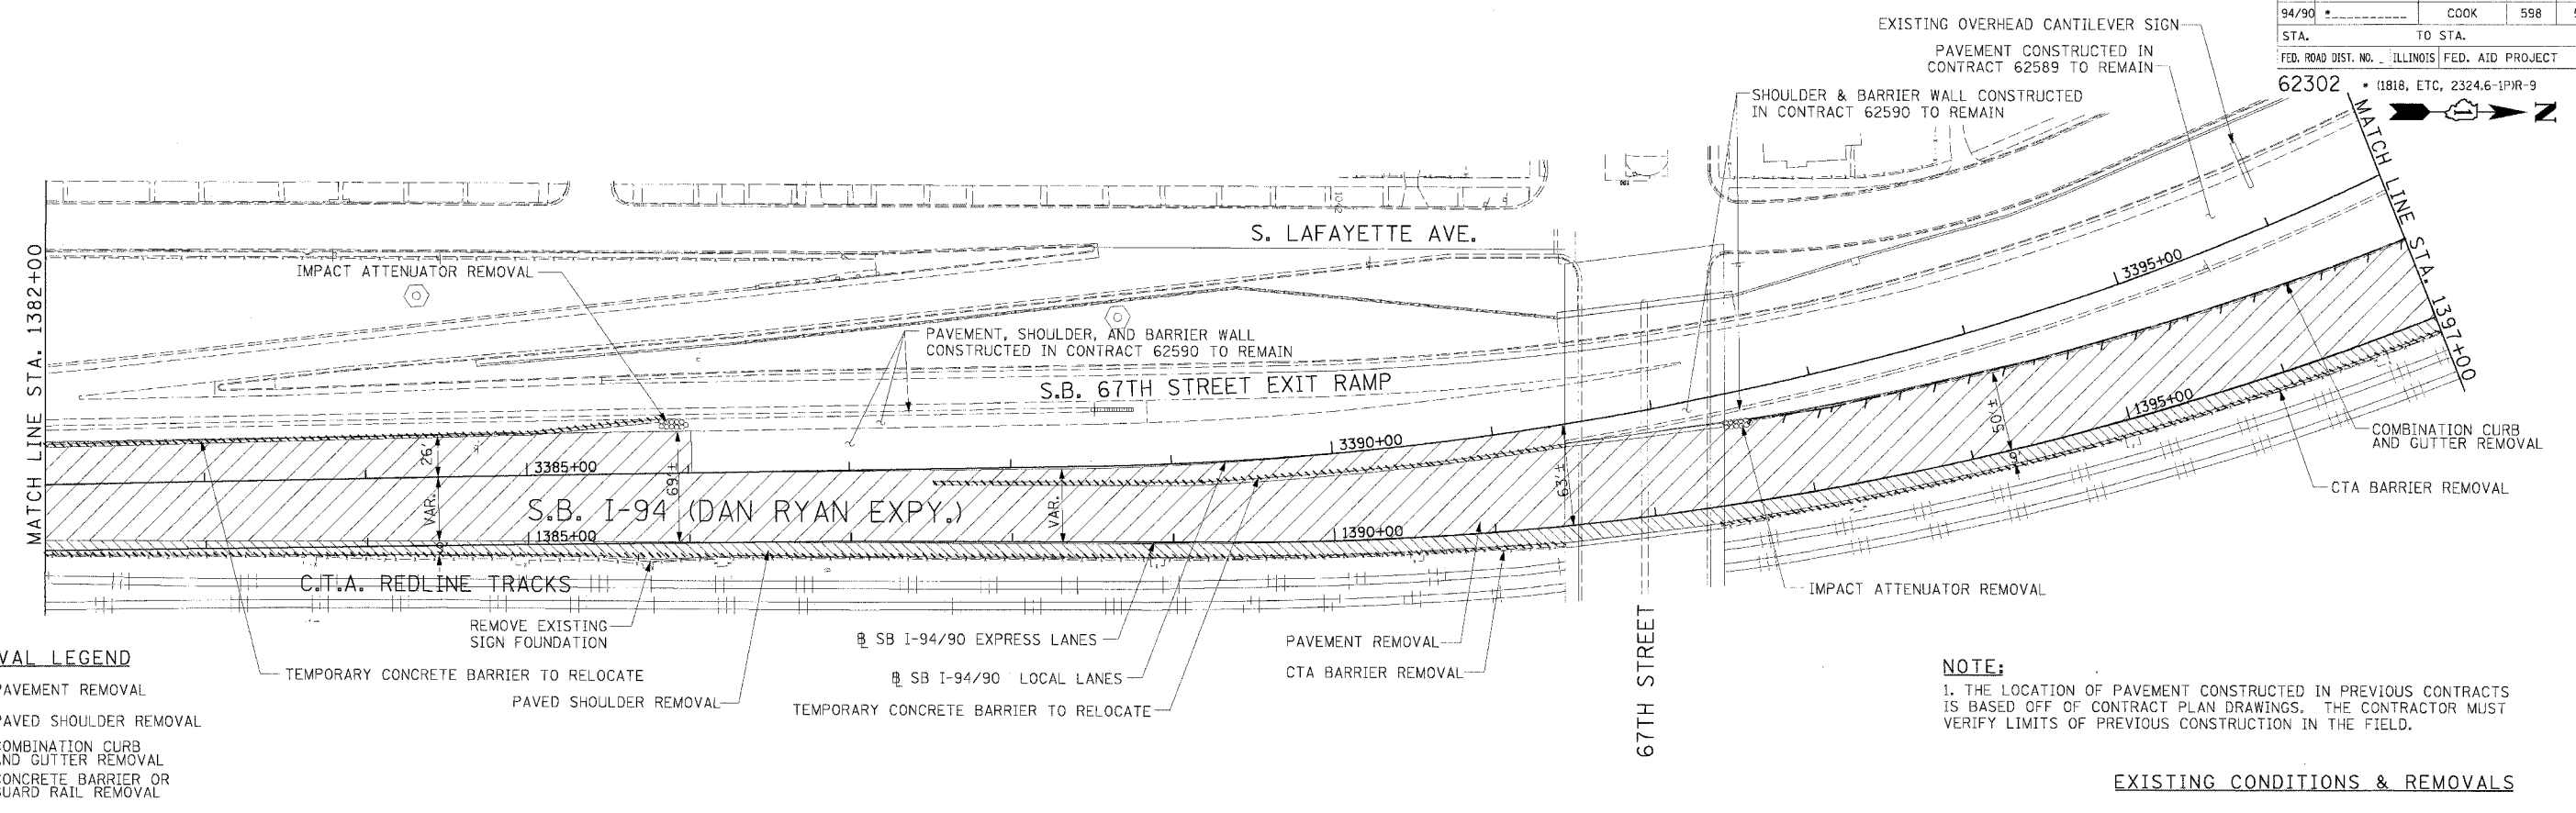 94/90 * COOK 598
STA. TO STA.
FED. ROAD DIST. NO. _ ILLINOIS FED. AID PROJECT
62302 * (1818, ETC, 2324.6-1P)R-9
N
EXISTING OVERHEAD CANTILEVER SIGN
PAVEMENT CONSTRUCTED IN
CONTRACT 62589 TO REMAIN
SHOULDER & BARRIER WALL CONSTRUCTED
IN CONTRACT 62590 TO REMAIN
MATCH LINE STA. 1397+00
MATCH LINE STA. 1382+00
S. LAFAYETTE AVE.
IMPACT ATTENUATOR REMOVAL
PAVEMENT, SHOULDER, AND BARRIER WALL
CONSTRUCTED IN CONTRACT 62590 TO REMAIN
S.B. 67TH STREET EXIT RAMP
3395+00
3390+00
3385+00
26'
69'±
63'±
50'±
VAR.
VAR.
S.B. I-94 (DAN RYAN EXPY.)
1385+00
1390+00
1395+00
9'
COMBINATION CURB
AND GUTTER REMOVAL
CTA BARRIER REMOVAL
C.T.A. REDLINE TRACKS
IMPACT ATTENUATOR REMOVAL
REMOVE EXISTING
SIGN FOUNDATION
TEMPORARY CONCRETE BARRIER TO RELOCATE
PAVED SHOULDER REMOVAL
SB I-94/90 EXPRESS LANES
SB I-94/90 LOCAL LANES
TEMPORARY CONCRETE BARRIER TO RELOCATE
PAVEMENT REMOVAL
CTA BARRIER REMOVAL
67TH STREET
VAL LEGEND
PAVEMENT REMOVAL
PAVED SHOULDER REMOVAL
COMBINATION CURB
AND GUTTER REMOVAL
CONCRETE BARRIER OR
GUARD RAIL REMOVAL
NOTE:
1. THE LOCATION OF PAVEMENT CONSTRUCTED IN PREVIOUS CONTRACTS
IS BASED OFF OF CONTRACT PLAN DRAWINGS. THE CONTRACTOR MUST
VERIFY LIMITS OF PREVIOUS CONSTRUCTION IN THE FIELD.
EXISTING CONDITIONS & REMOVALS